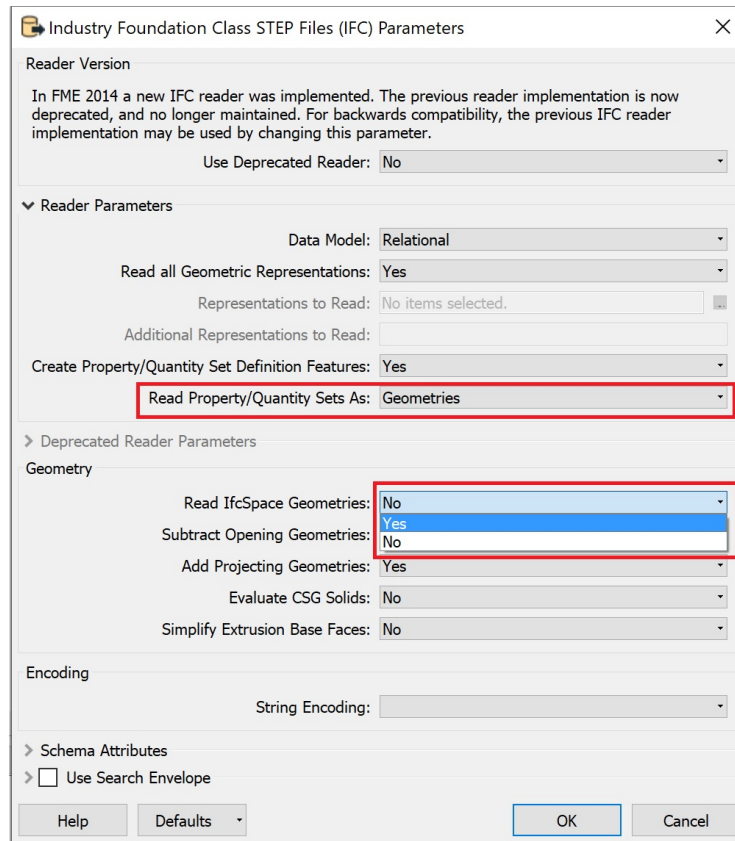 Industry Foundation Class STEP Files (IFC) Parameters
Reader Version
In FME 2014 a new IFC reader was implemented. The previous reader implementation is now
deprecated, and no longer maintained. For backwards compatibility, the previous IFC reader
implementation may be used by changing this parameter.
Use Deprecated Reader: No
Reader Parameters
Data Model: Relational
Read all Geometric Representations: Yes
Representations to Read: No items selected.
Additional Representations to Read:
Create Property/Quantity Set Definition Features: Yes
Read Property/Quantity Sets As: Geometries
Deprecated Reader Parameters
Geometry
Read IfcSpace Geometries: No
Yes
Subtract Opening Geometries:
No
Add Projecting Geometries: Yes
Evaluate CSG Solids: No
Simplify Extrusion Base Faces: No
Encoding
String Encoding:
Schema Attributes
Use Search Envelope
Help Defaults OK Cancel